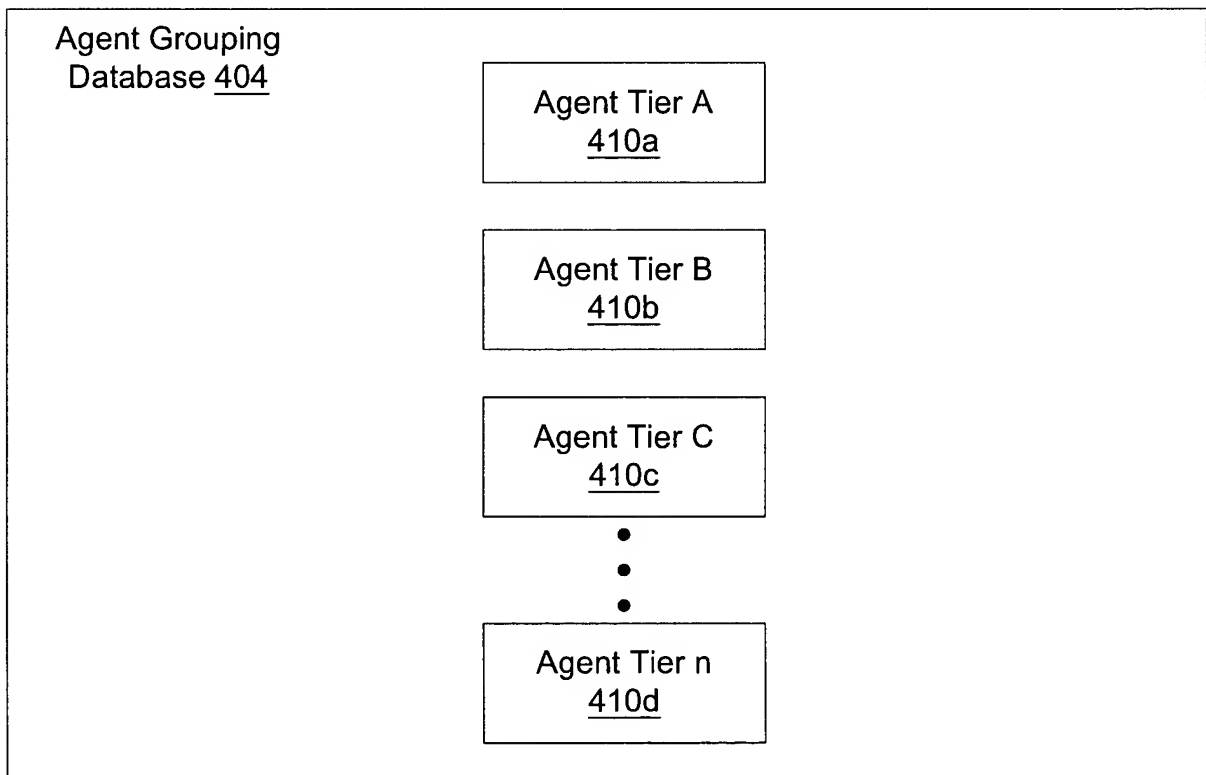 Agent Grouping
Database 404
Agent Tier A
410a
Agent Tier B
410b
Agent Tier C
410c
Agent Tier n
410d